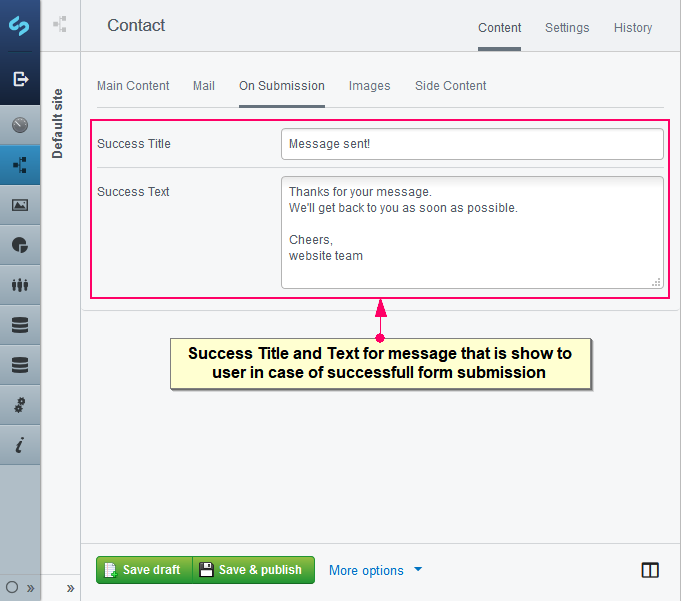 Contact
Content
Settings
History
Default site
Main Content
Mail
On Submission
Images
Side Content
Success Title
Message sent!
Success Text
Thanks for your message.
We'll get back to you as soon as possible.
Cheers,
website team
Success Title and Text for message that is show to
user in case of successfull form submission
Save draft
Save & publish
More options
»
»